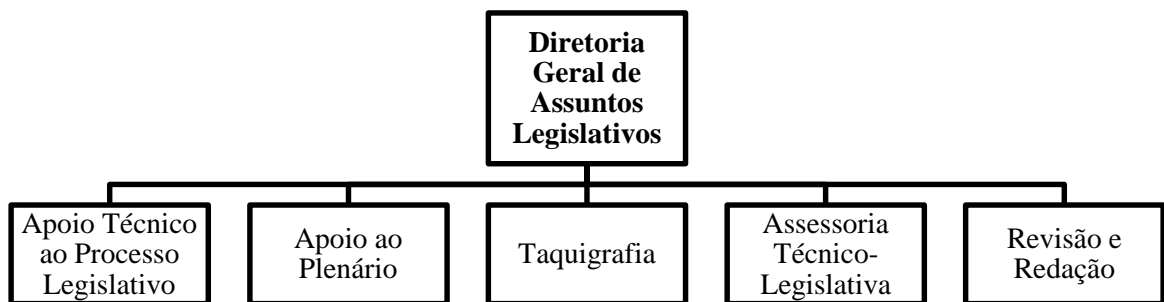 Diretoria
Geral de
Assuntos
Legislativos
Apoio Técnico
ao Processo
Legislativo
Apoio ao
Plenário
Taquigrafia
Assessoria
Técnico-
Legislativa
Revisão e
Redação